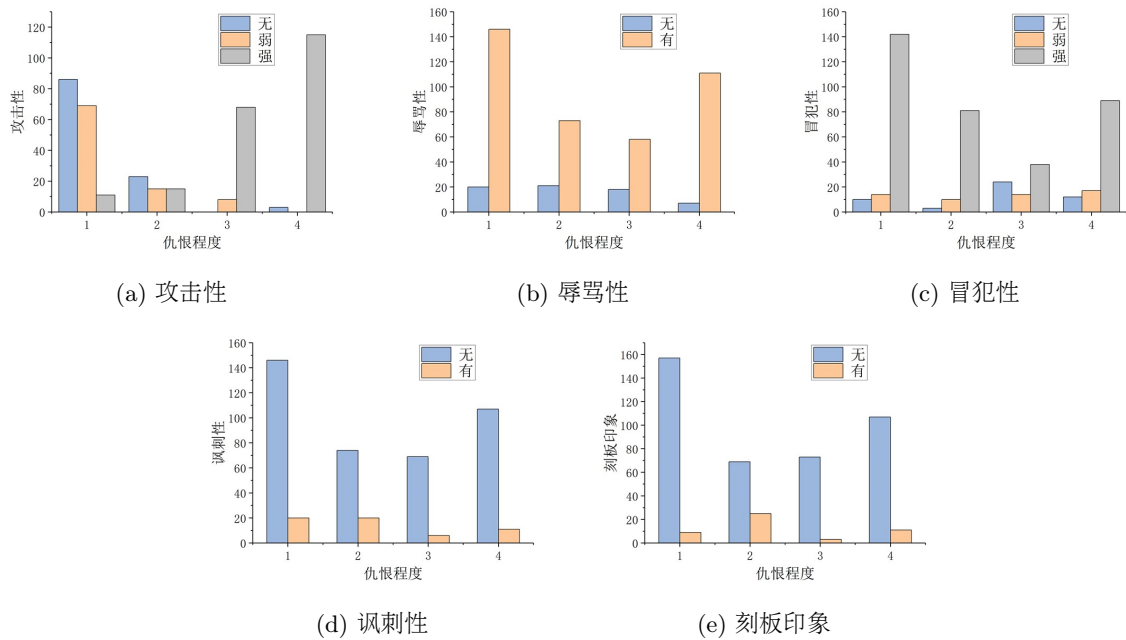 120
100
80
60
40
20
0
攻击性
无
弱
强
1 2 3 4
仇恨程度
(a) 攻击性
160
140
120
100
80
60
40
20
0
辱骂性
无
有
1 2 3 4
仇恨程度
(b) 辱骂性
160
140
120
100
80
60
40
20
0
冒犯性
无
弱
强
1 2 3 4
仇恨程度
(c) 冒犯性
160
140
120
100
80
60
40
20
0
讽刺性
无
有
1 2 3 4
仇恨程度
(d) 讽刺性
160
140
120
100
80
60
40
20
0
刻板印象
无
有
1 2 3 4
仇恨程度
(e) 刻板印象